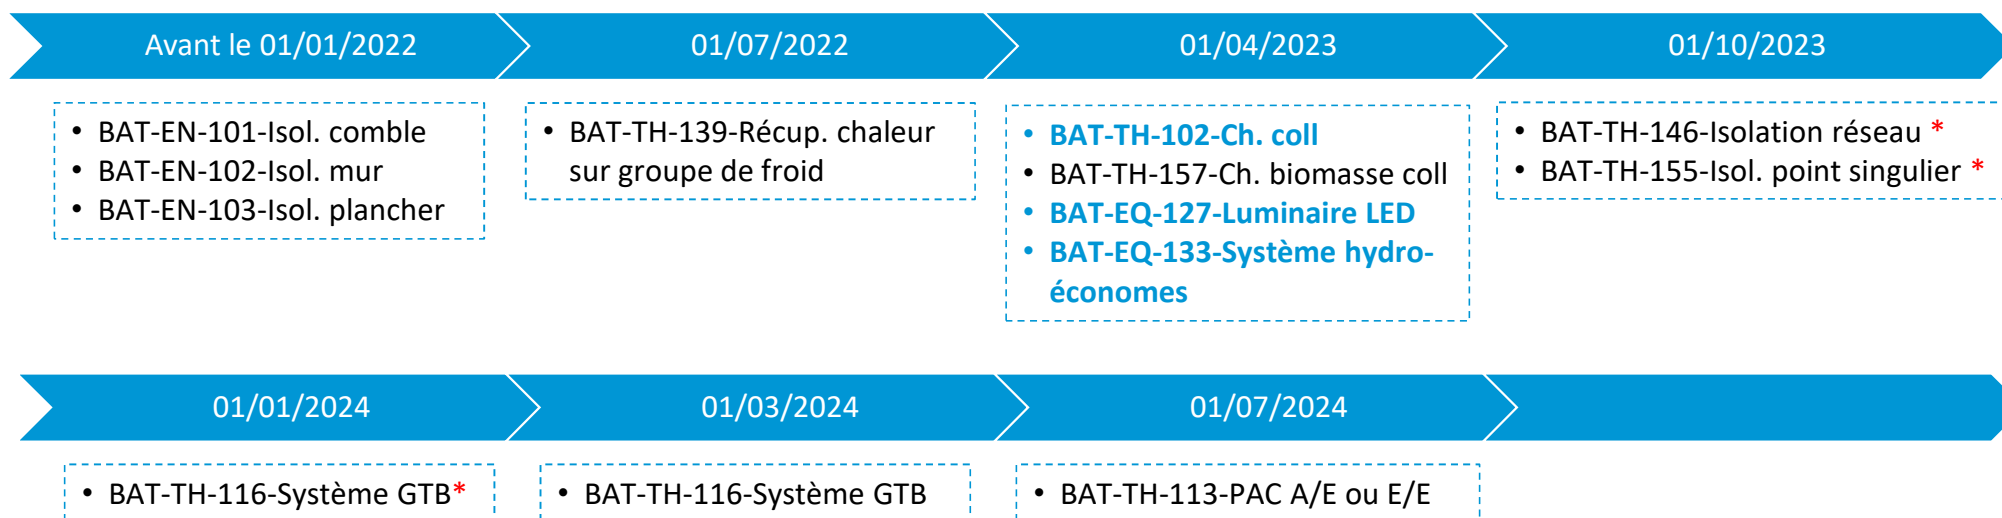 Avant le 01/01/2022
01/07/2022
01/04/2023
01/10/2023
• BAT-EN-101-Isol. comble
• BAT-EN-102-Isol. mur
• BAT-EN-103-Isol. plancher
• BAT-TH-139-Récup. chaleur
sur groupe de froid
• BAT-TH-102-Ch. coll
• BAT-TH-157-Ch. biomasse coll
• BAT-EQ-127-Luminaire LED
• BAT-EQ-133-Système hydro-
économes
• BAT-TH-146-Isolation réseau *
• BAT-TH-155-Isol. point singulier *
01/01/2024
01/03/2024
01/07/2024
• BAT-TH-116-Système GTB*
• BAT-TH-116-Système GTB
• BAT-TH-113-PAC A/E ou E/E